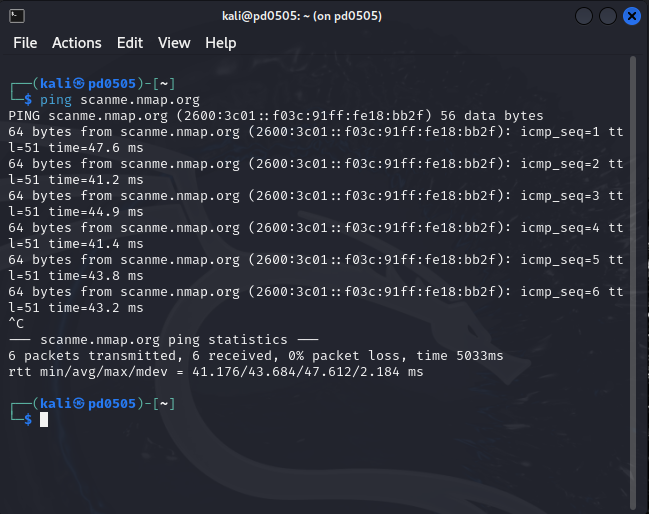 kali@pd0505: ~ (on pd0505)
File Actions Edit View Help
┌──(kali㉿pd0505)-[~]
└─$ ping scanme.nmap.org
PING scanme.nmap.org (2600:3c01::f03c:91ff:fe18:bb2f) 56 data bytes
64 bytes from scanme.nmap.org (2600:3c01::f03c:91ff:fe18:bb2f): icmp_seq=1 tt
l=51 time=47.6 ms
64 bytes from scanme.nmap.org (2600:3c01::f03c:91ff:fe18:bb2f): icmp_seq=2 tt
l=51 time=41.2 ms
64 bytes from scanme.nmap.org (2600:3c01::f03c:91ff:fe18:bb2f): icmp_seq=3 tt
l=51 time=44.9 ms
64 bytes from scanme.nmap.org (2600:3c01::f03c:91ff:fe18:bb2f): icmp_seq=4 tt
l=51 time=41.4 ms
64 bytes from scanme.nmap.org (2600:3c01::f03c:91ff:fe18:bb2f): icmp_seq=5 tt
l=51 time=43.8 ms
64 bytes from scanme.nmap.org (2600:3c01::f03c:91ff:fe18:bb2f): icmp_seq=6 tt
l=51 time=43.2 ms
^C
--- scanme.nmap.org ping statistics ---
6 packets transmitted, 6 received, 0% packet loss, time 5033ms
rtt min/avg/max/mdev = 41.176/43.684/47.612/2.184 ms
┌──(kali㉿pd0505)-[~]
└─$